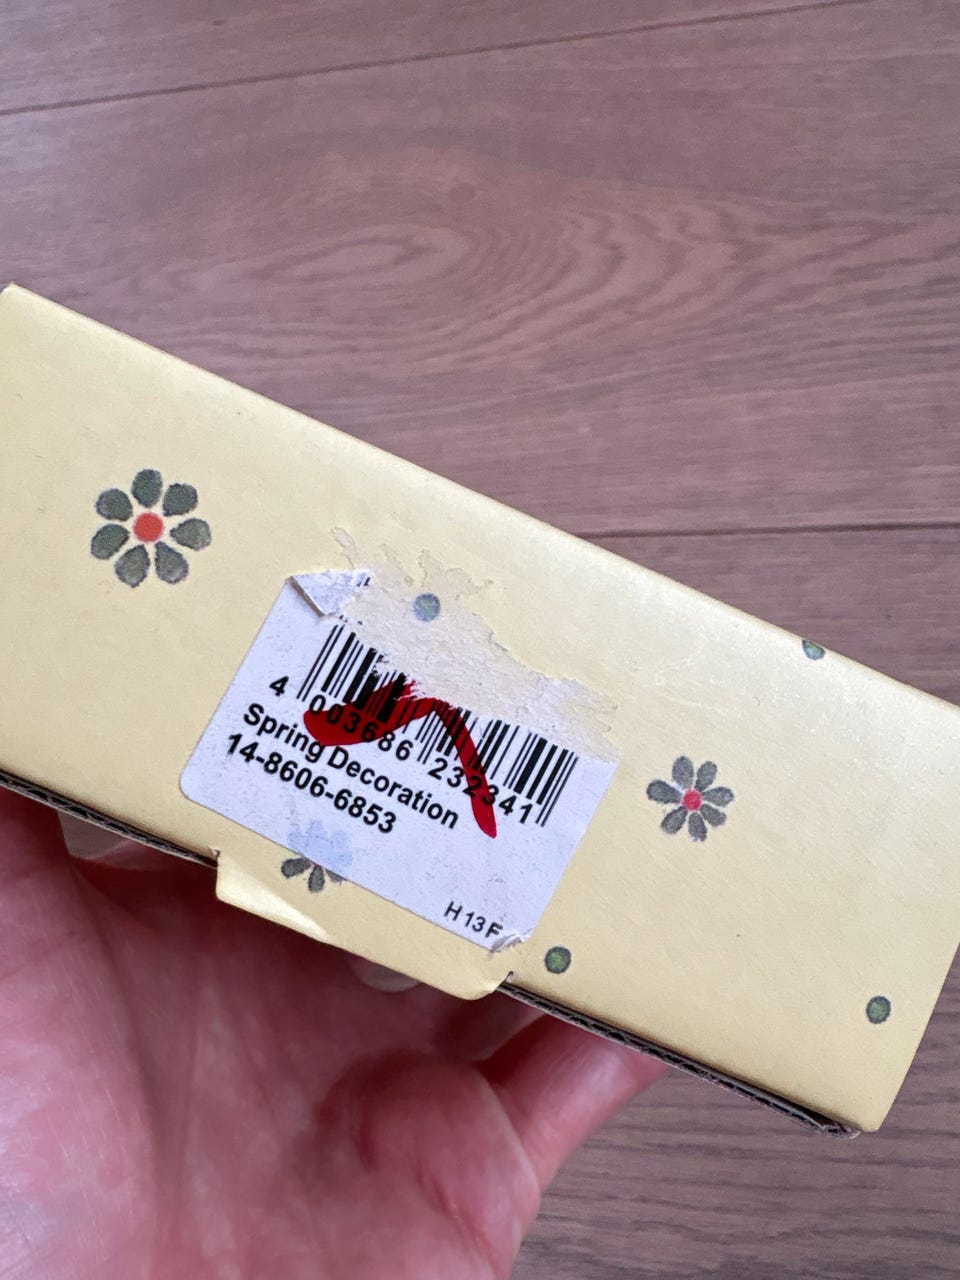 4 003686 232341
Spring Decoration
14-8606-6853
H 13 F